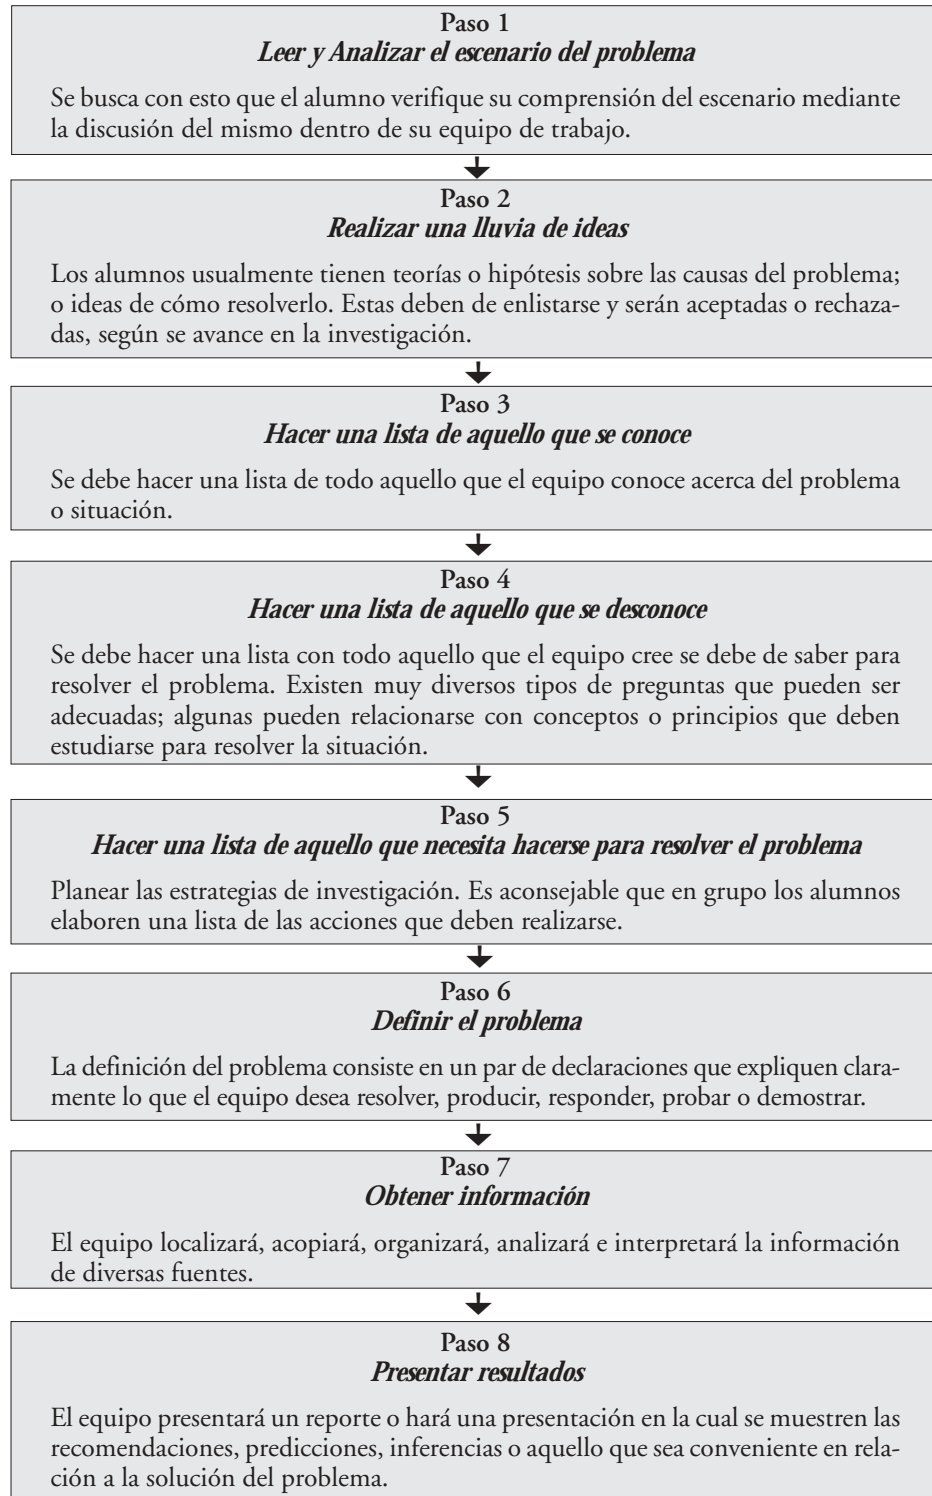 Paso 1
Leer y Analizar el escenario del problema
Se busca con esto que el alumno verifique su comprensión del escenario mediante
la discusión del mismo dentro de su equipo de trabajo.
Paso 2
Realizar una lluvia de ideas
Los alumnos usualmente tienen teorías o hipótesis sobre las causas del problema;
o ideas de cómo resolverlo. Estas deben de enlistarse y serán aceptadas o rechaza-
das, según se avance en la investigación.
Paso 3
Hacer una lista de aquello que se conoce
Se debe hacer una lista de todo aquello que el equipo conoce acerca del problema
o situación.
Paso 4
Hacer una lista de aquello que se desconoce
Se debe hacer una lista con todo aquello que el equipo cree se debe de saber para
resolver el problema. Existen muy diversos tipos de preguntas que pueden ser
adecuadas; algunas pueden relacionarse con conceptos o principios que deben
estudiarse para resolver la situación.
Paso 5
Hacer una lista de aquello que necesita hacerse para resolver el problema
Planear las estrategias de investigación. Es aconsejable que en grupo los alumnos
elaboren una lista de las acciones que deben realizarse.
Paso 6
Definir el problema
La definición del problema consiste en un par de declaraciones que expliquen clara-
mente lo que el equipo desea resolver, producir, responder, probar o demostrar.
Paso 7
Obtener información
El equipo localizará, acopiará, organizará, analizará e interpretará la información
de diversas fuentes.
Paso 8
Presentar resultados
El equipo presentará un reporte o hará una presentación en la cual se muestren las
recomendaciones, predicciones, inferencias o aquello que sea conveniente en rela-
ción a la solución del problema.